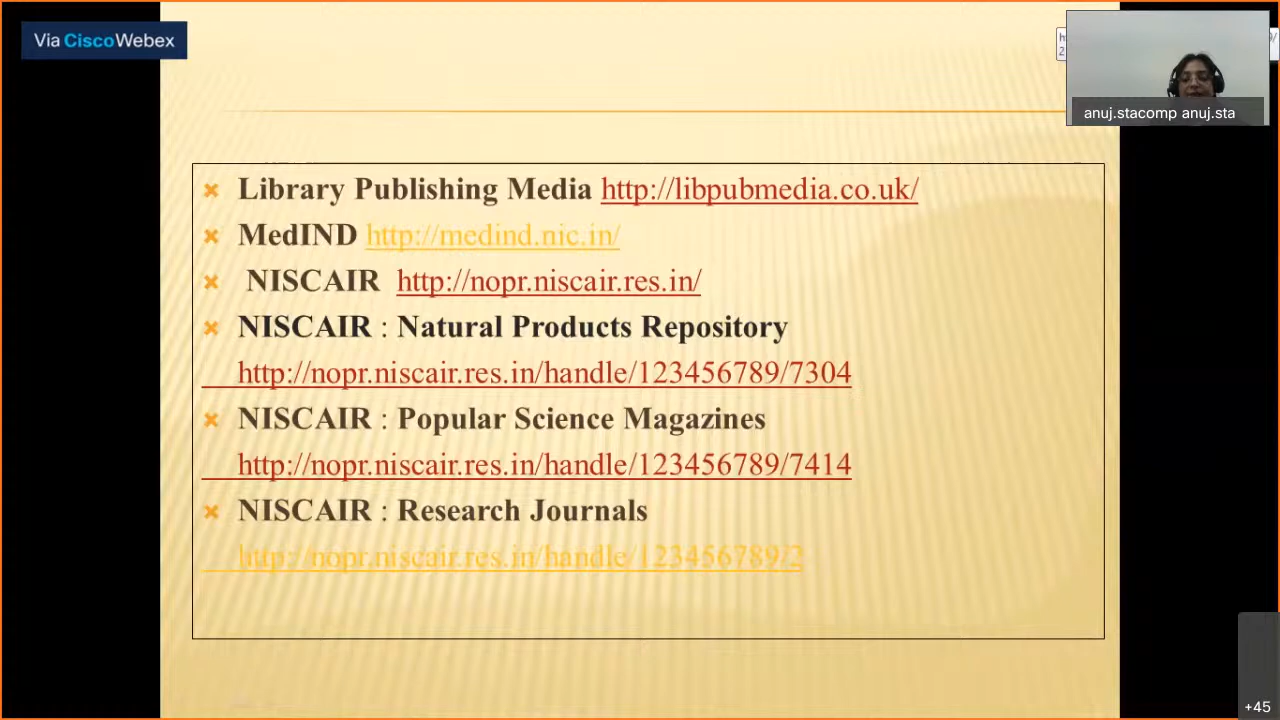 Via Cisco Webex
anuj.stacomp anuj.sta
Library Publishing Media http://libpubmedia.co.uk/
MedIND http://medind.nic.in/
NISCAIR http://nopr.niscair.res.in/
NISCAIR : Natural Products Repository
http://nopr.niscair.res.in/handle/123456789/7304
NISCAIR : Popular Science Magazines
http://nopr.niscair.res.in/handle/123456789/7414
NISCAIR : Research Journals
http://nopr.niscair.res.in/handle/123456789/2
+45